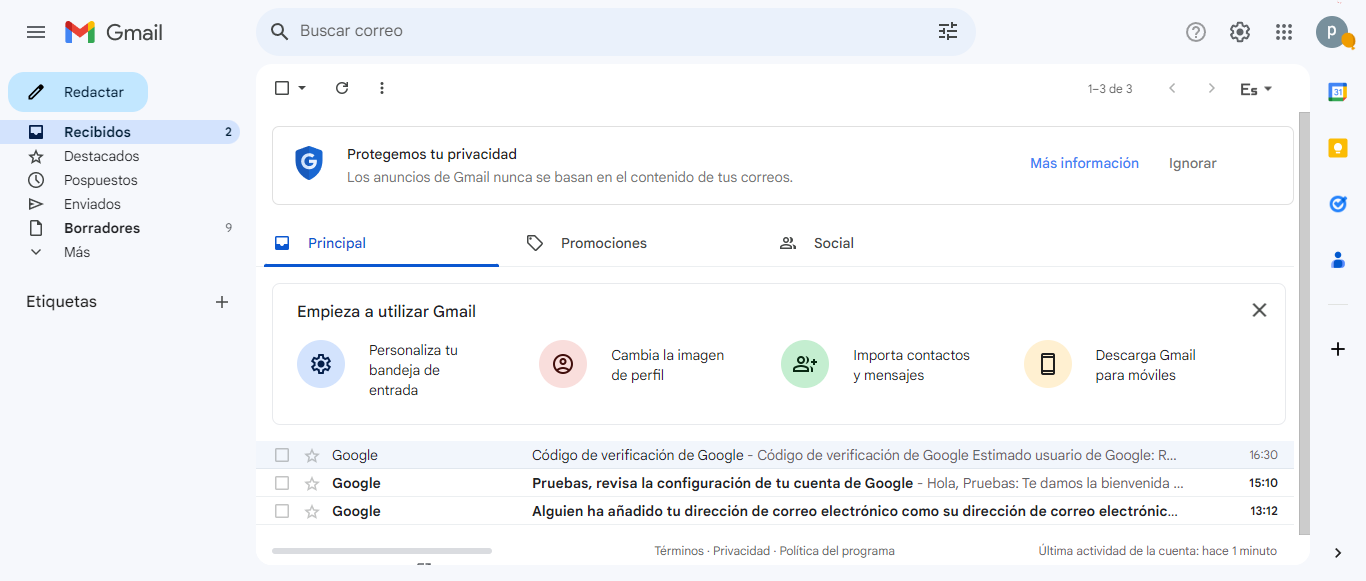 Gmail
Buscar correo
P
Redactar
1–3 de 3
Es
31
Recibidos 2
Destacados
Pospuestos
Enviados
Borradores 9
Más
Etiquetas
G
Protegemos tu privacidad
Los anuncios de Gmail nunca se basan en el contenido de tus correos.
Más información
Ignorar
Principal
Promociones
Social
Empieza a utilizar Gmail
Personaliza tu
bandeja de
entrada
Cambia la imagen
de perfil
Importa contactos
y mensajes
Descarga Gmail
para móviles
Google Código de verificación de Google - Código de verificación de Google Estimado usuario de Google: R... 16:30
Google Pruebas, revisa la configuración de tu cuenta de Google - Hola, Pruebas: Te damos la bienvenida ... 15:10
Google Alguien ha añadido tu dirección de correo electrónico como su dirección de correo electrónic... 13:12
Términos · Privacidad · Política del programa
Última actividad de la cuenta: hace 1 minuto